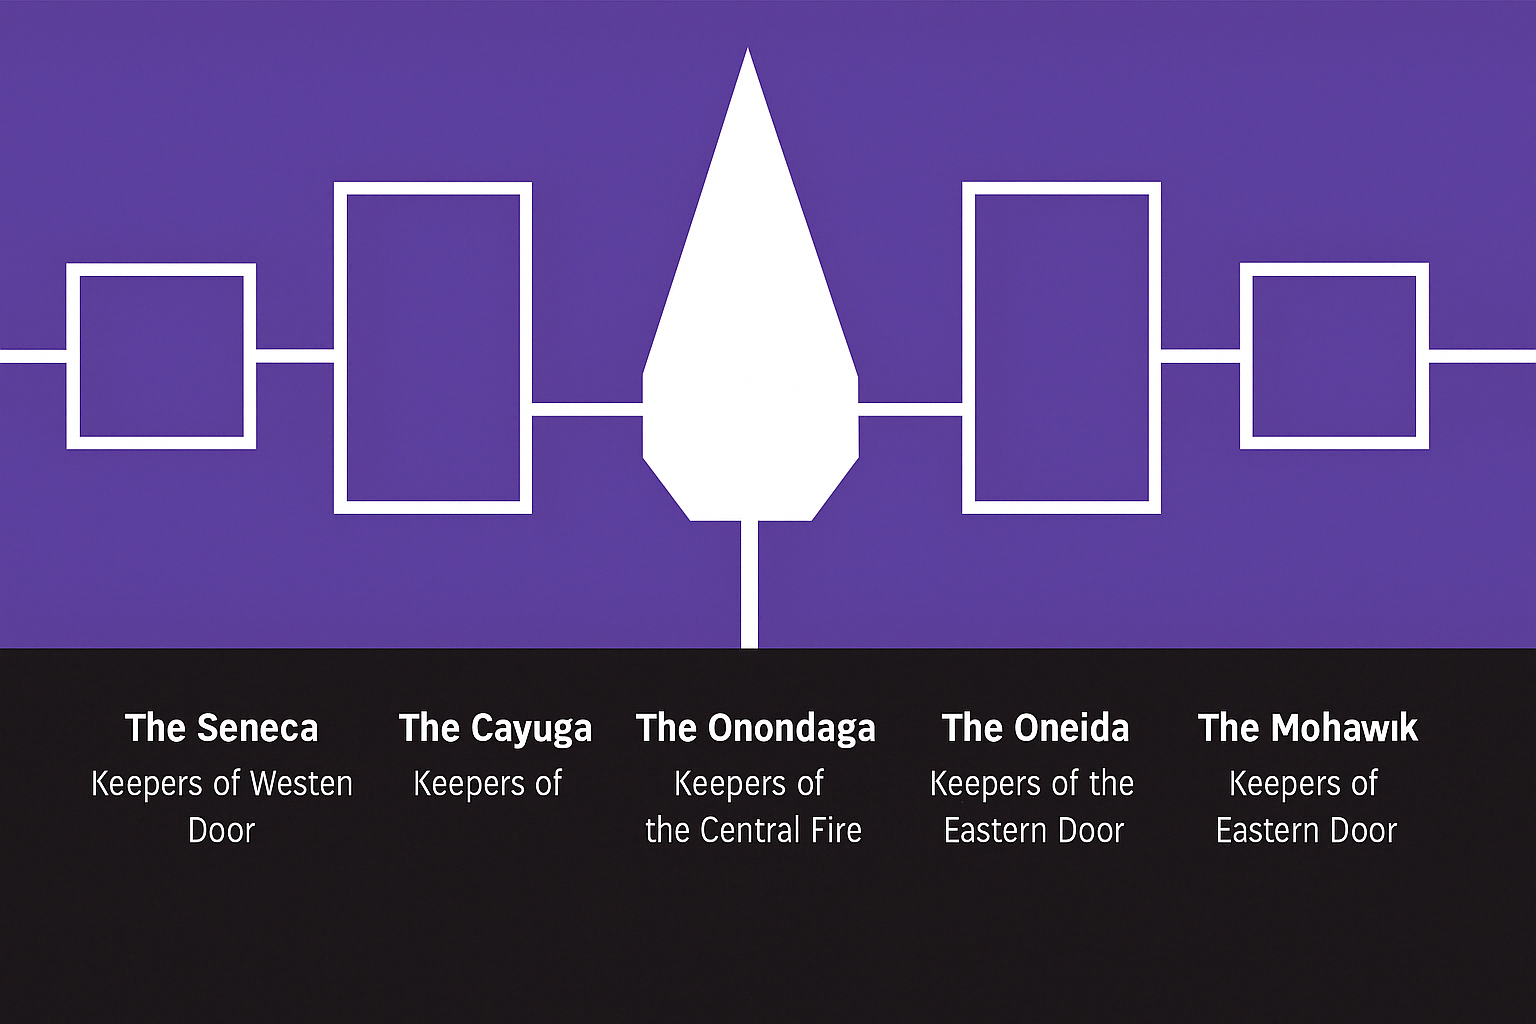 The Seneca
Keepers of Westen
Door
The Cayuga
Keepers of
The Onondaga
Keepers of
the Central Fire
The Oneida
Keepers of the
Eastern Door
The Mohawık
Keepers of
Eastern Door